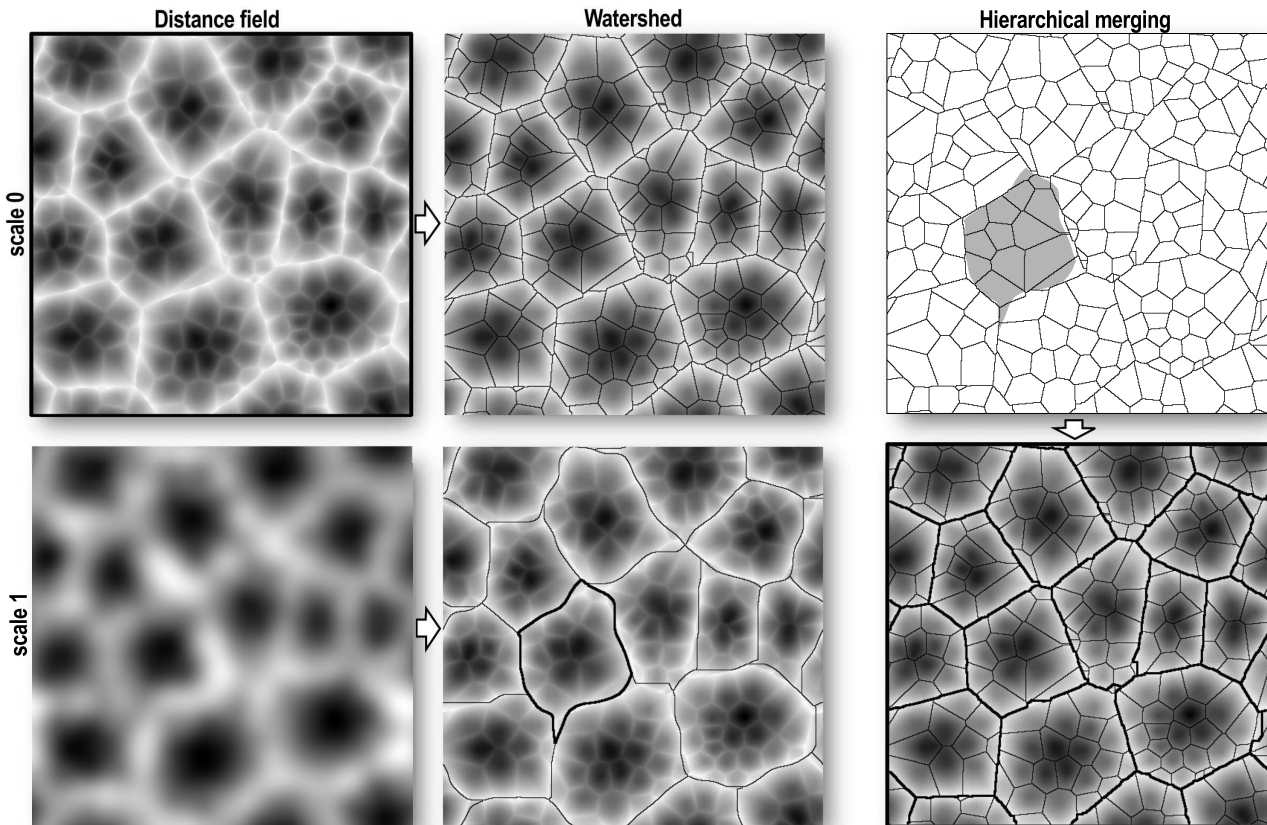 Distance field
Watershed
Hierarchical merging
scale 0
scale 1